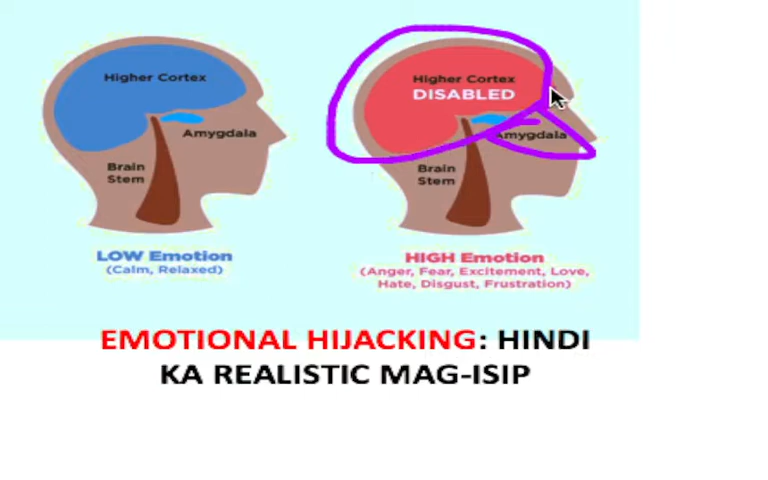 Higher Cortex
Amygdala
Brain
Stem
LOW Emotion
(Calm, Relaxed)
Higher Cortex
DISABLED
Amygdala
Brain
Stem
HIGH Emotion
(Anger, Fear, Excitement, Love,
Hate, Disgust, Frustration)
EMOTIONAL HIJACKING: HINDI
KA REALISTIC MAG-ISIP